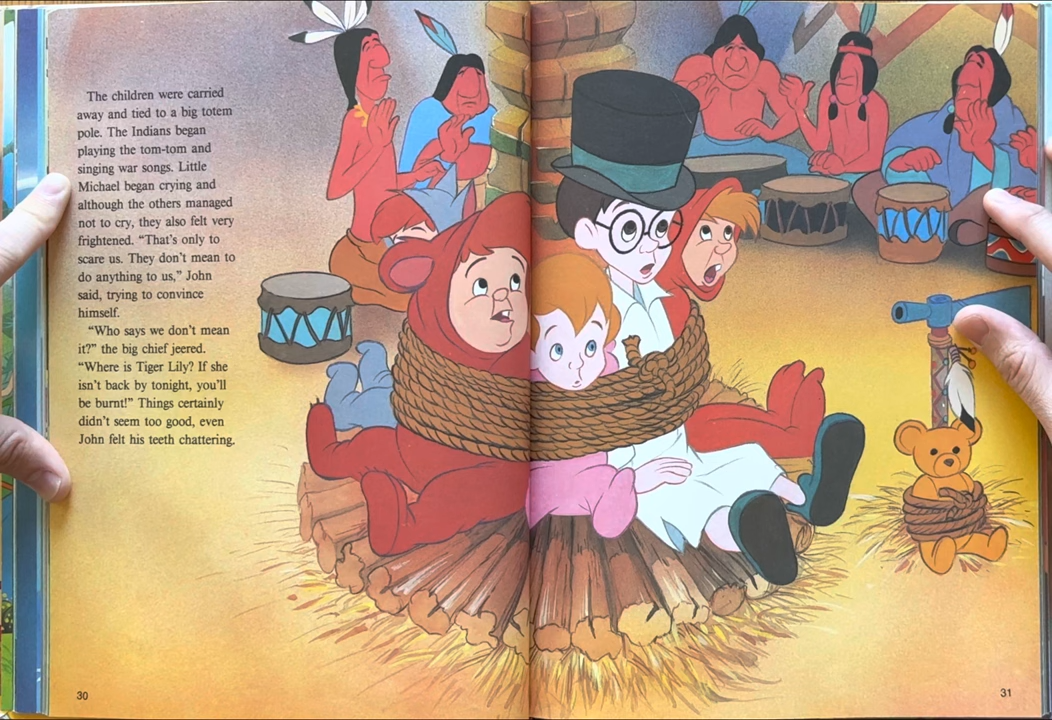 The children were carried
away and tied to a big totem
pole. The Indians began
playing the tom-tom and
singing war songs. Little
Michael began crying and
although the others managed
not to cry, they also felt very
frightened. “That's only to
scare us. They don't mean to
do anything to us,” John
said, trying to convince
himself.
“Who says we don't mean
it?” the big chief jeered.
“Where is Tiger Lily? If she
isn't back by tonight, you'll
be burnt!” Things certainly
didn't seem too good, even
John felt his teeth chattering.
30
31